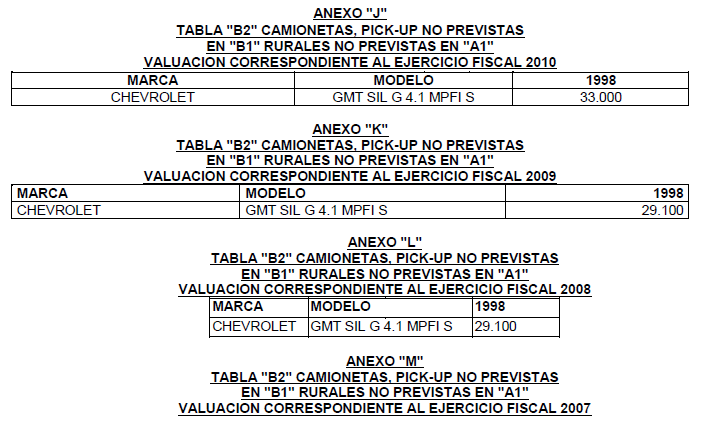 ANEXO "J"
TABLA "B2" CAMIONETAS, PICK-UP NO PREVISTAS
EN "B1" RURALES NO PREVISTAS EN "A1"
VALUACION CORRESPONDIENTE AL EJERCICIO FISCAL 2010
MARCA MODELO 1998
CHEVROLET GMT SIL G 4.1 MPFI S 33.000
ANEXO "K"
TABLA "B2" CAMIONETAS, PICK-UP NO PREVISTAS
EN "B1" RURALES NO PREVISTAS EN "A1"
VALUACION CORRESPONDIENTE AL EJERCICIO FISCAL 2009
MARCA MODELO 1998
CHEVROLET GMT SIL G 4.1 MPFI S 29.100
ANEXO "L"
TABLA "B2" CAMIONETAS, PICK-UP NO PREVISTAS
EN "B1" RURALES NO PREVISTAS EN "A1"
VALUACION CORRESPONDIENTE AL EJERCICIO FISCAL 2008
MARCA MODELO 1998
CHEVROLET GMT SIL G 4.1 MPFI S 29.100
ANEXO "M"
TABLA "B2" CAMIONETAS, PICK-UP NO PREVISTAS
EN "B1" RURALES NO PREVISTAS EN "A1"
VALUACION CORRESPONDIENTE AL EJERCICIO FISCAL 2007